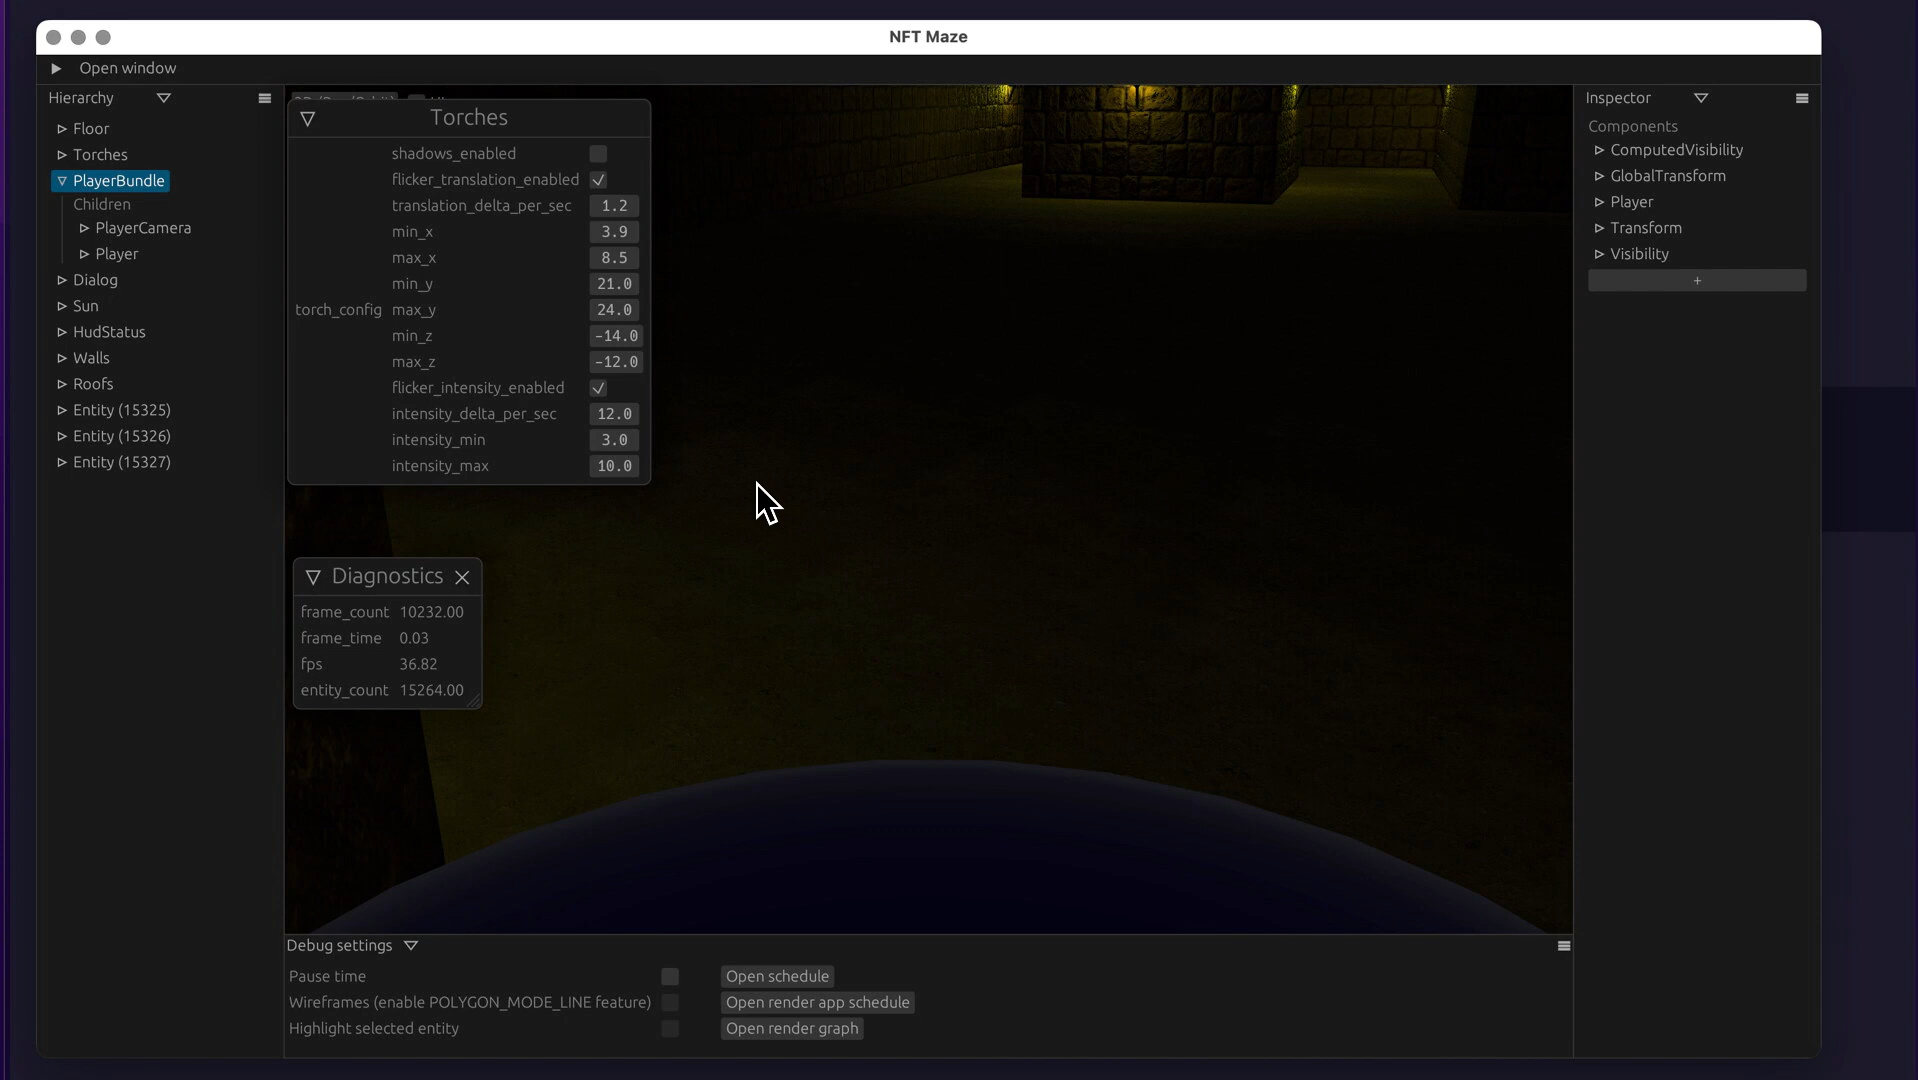 NFT Maze
Open window
Hierarchy
Floor
Torches
PlayerBundle
Children
PlayerCamera
Player
Dialog
Sun
HudStatus
Walls
Roofs
Entity (15325)
Entity (15326)
Entity (15327)
Torches
shadows_enabled
flicker_translation_enabled
translation_delta_per_sec 1.2
min_x 3.9
max_x 8.5
min_y 21.0
torch_config max_y 24.0
min_z -14.0
max_z -12.0
flicker_intensity_enabled
intensity_delta_per_sec 12.0
intensity_min 3.0
intensity_max 10.0
Diagnostics
frame_count 10232.00
frame_time 0.03
fps 36.82
entity_count 15264.00
Debug settings
Pause time Open schedule
Wireframes (enable POLYGON_MODE_LINE feature) Open render app schedule
Highlight selected entity Open render graph
Inspector
Components
ComputedVisibility
GlobalTransform
Player
Transform
Visibility
+